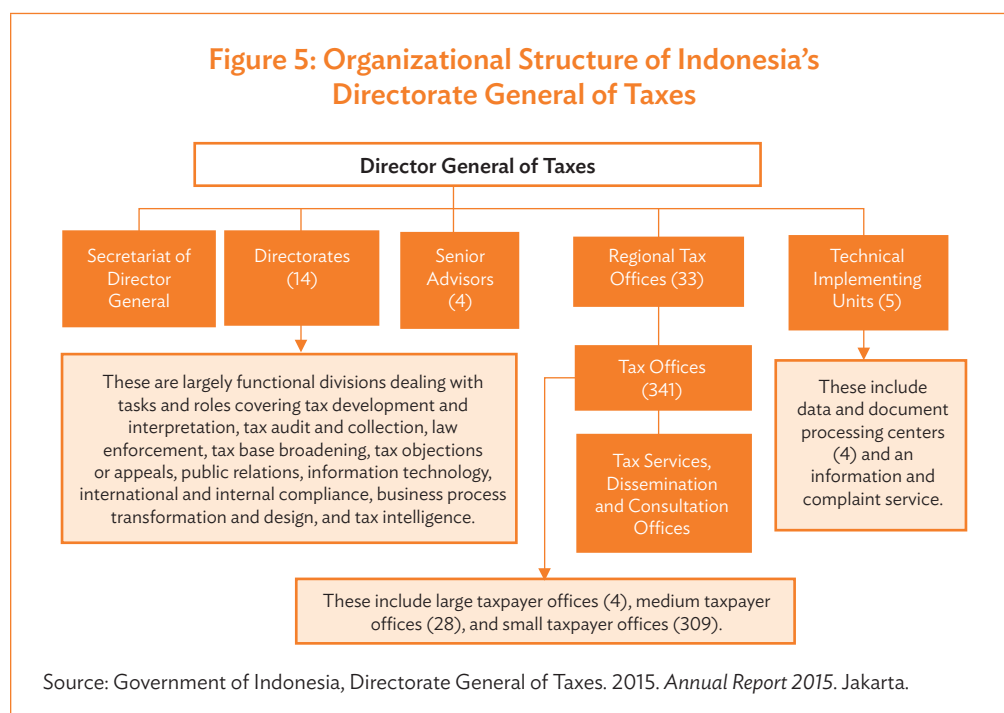 Figure 5: Organizational Structure of Indonesia's
Directorate General of Taxes
Director General of Taxes
Secretariat of
Director
General
Directorates
(14)
Senior
Advisors
(4)
Regional Tax
Offices (33)
Technical
Implementing
Units (5)
These are largely functional divisions dealing with
tasks and roles covering tax development and
interpretation, tax audit and collection, law
enforcement, tax base broadening, tax objections
or appeals, public relations, information technology,
international and internal compliance, business process
transformation and design, and tax intelligence.
Tax Offices
(341)
These include
data and document
processing centers
(4) and an
information and
complaint service.
Tax Services,
Dissemination
and Consultation
Offices
These include large taxpayer offices (4), medium taxpayer
offices (28), and small taxpayer offices (309).
Source: Government of Indonesia, Directorate General of Taxes. 2015. Annual Report 2015. Jakarta.